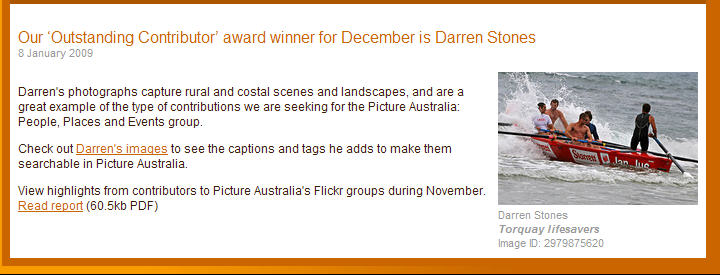 Our ‘Outstanding Contributor’ award winner for December is Darren Stones
8 January 2009
Darren's photographs capture rural and costal scenes and landscapes, and are a
great example of the type of contributions we are seeking for the Picture Australia:
People, Places and Events group.
Check out Darren's images to see the captions and tags he adds to make them
searchable in Picture Australia.
View highlights from contributors to Picture Australia's Flickr groups during November.
Read report (60.5kb PDF)
Jan Juc
Darren Stones
Torquay lifesavers
Image ID: 2979875620